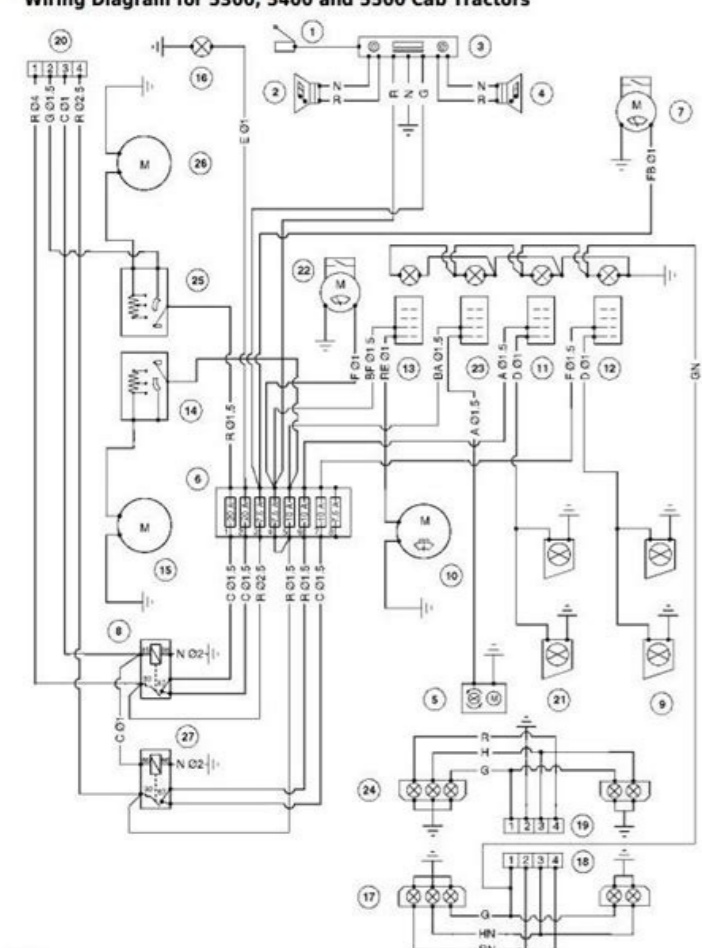 Wiring Diagram for 5300, 5400 and 5500 Cab Tractors
20
1 2 3 4
R Ø4
G Ø1.5
C Ø1
R Ø2.5
16
E Ø1
1
3
2
N
R
R
N
G
N
R
4
M
7
FB Ø1
M
26
25
22
M
F Ø1
BF Ø1.5
RE Ø1
13
BA Ø1.5
23
A Ø1.5
D Ø1
11
F Ø1.5
D Ø1
12
GN
14
R Ø1.5
A Ø1.5
6
M
15
M
10
C Ø1.5
C Ø1.5
R Ø2.5
R Ø1.5
R Ø1.5
C Ø1.5
8
N Ø2
C Ø1
27
N Ø2
5
M
21
9
R
H
G
24
1 2 3 4
19
1 2 3 4
18
17
G
HN